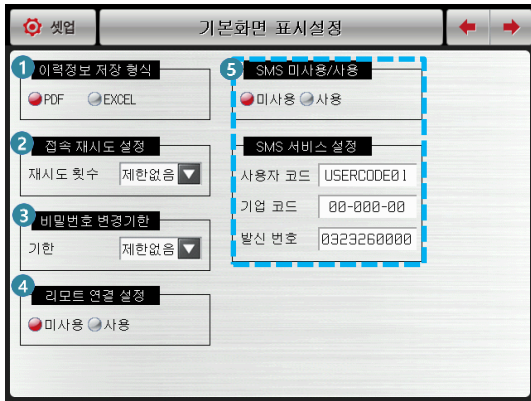 셋업
기본화면 표시설정
1 이력정보 저장 형식
PDF EXCEL
2 접속 재시도 설정
재시도 횟수 제한없음
3 비밀번호 변경기한
기한 제한없음
4 리모트 연결 설정
미사용 사용
5 SMS 미사용/사용
미사용 사용
SMS 서비스 설정
사용자 코드 USERCODE01
기업 코드 00-000-00
발신 번호 0323260000